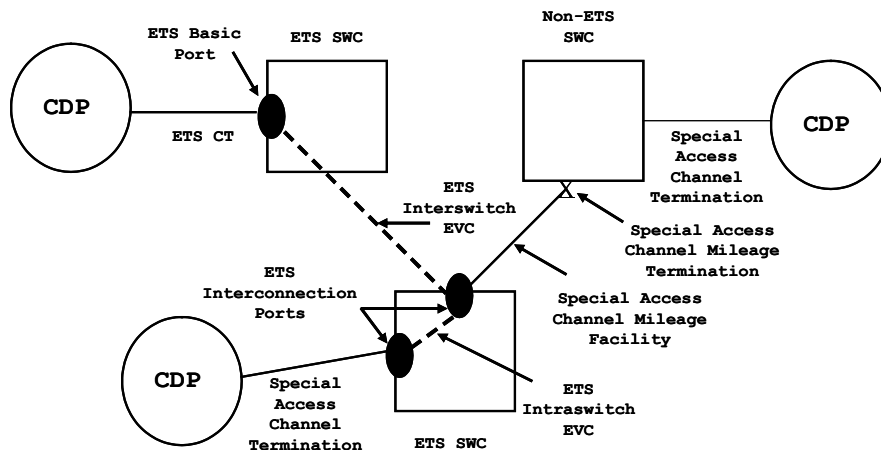 ETS Basic
Port
ETS SWC
Non-ETS
SWC
CDP
ETS CT
CDP
Special
Access
Channel
Termination
ETS
Interswitch
EVC
X
Special Access
Channel Mileage
Termination
ETS
Interconnection
Ports
Special Access
Channel Mileage
Facility
CDP
Special
Access
Channel
Termination
ETS
Intraswitch
EVC
ETS SWC